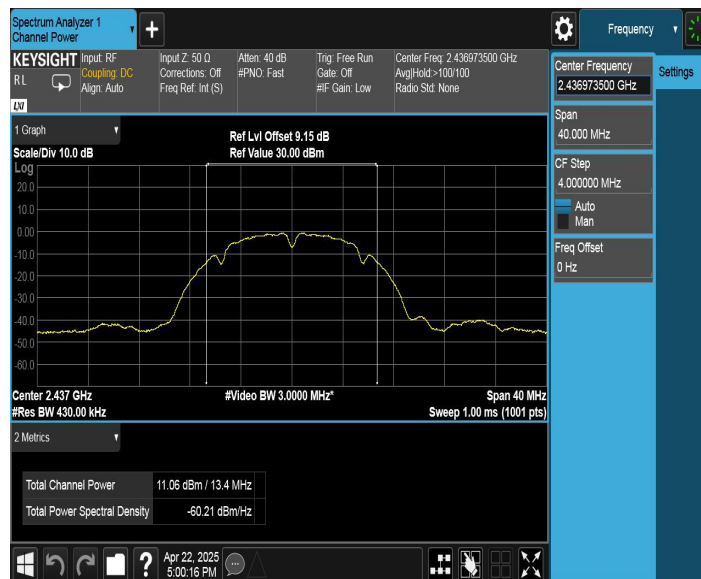 Spectrum Analyzer 1
Channel Power
+
Frequency
KEYSIGHT
RL
LXI
Input: RF
Coupling: DC
Align: Auto
Input Z: 50 Ω
Corrections: Off
Freq Ref: Int (S)
Atten: 40 dB
#PNO: Fast
Trig: Free Run
Gate: Off
#IF Gain: Low
Center Freq: 2.436973500 GHz
Avg|Hold:>100/100
Radio Std: None
Center Frequency
2.436973500 GHz
Settings
Span
40.000 MHz
CF Step
4.000000 MHz
Auto
Man
Freq Offset
0 Hz
1 Graph
Scale/Div 10.0 dB
Ref Lvl Offset 9.15 dB
Ref Value 30.00 dBm
Log
20.0
10.0
0.00
-10.0
-20.0
-30.0
-40.0
-50.0
-60.0
Center 2.437 GHz
#Video BW 3.0000 MHz*
Span 40 MHz
#Res BW 430.00 kHz
Sweep 1.00 ms (1001 pts)
2 Metrics
Total Channel Power 11.06 dBm / 13.4 MHz
Total Power Spectral Density -60.21 dBm/Hz
?
Apr 22, 2025
5:00:16 PM